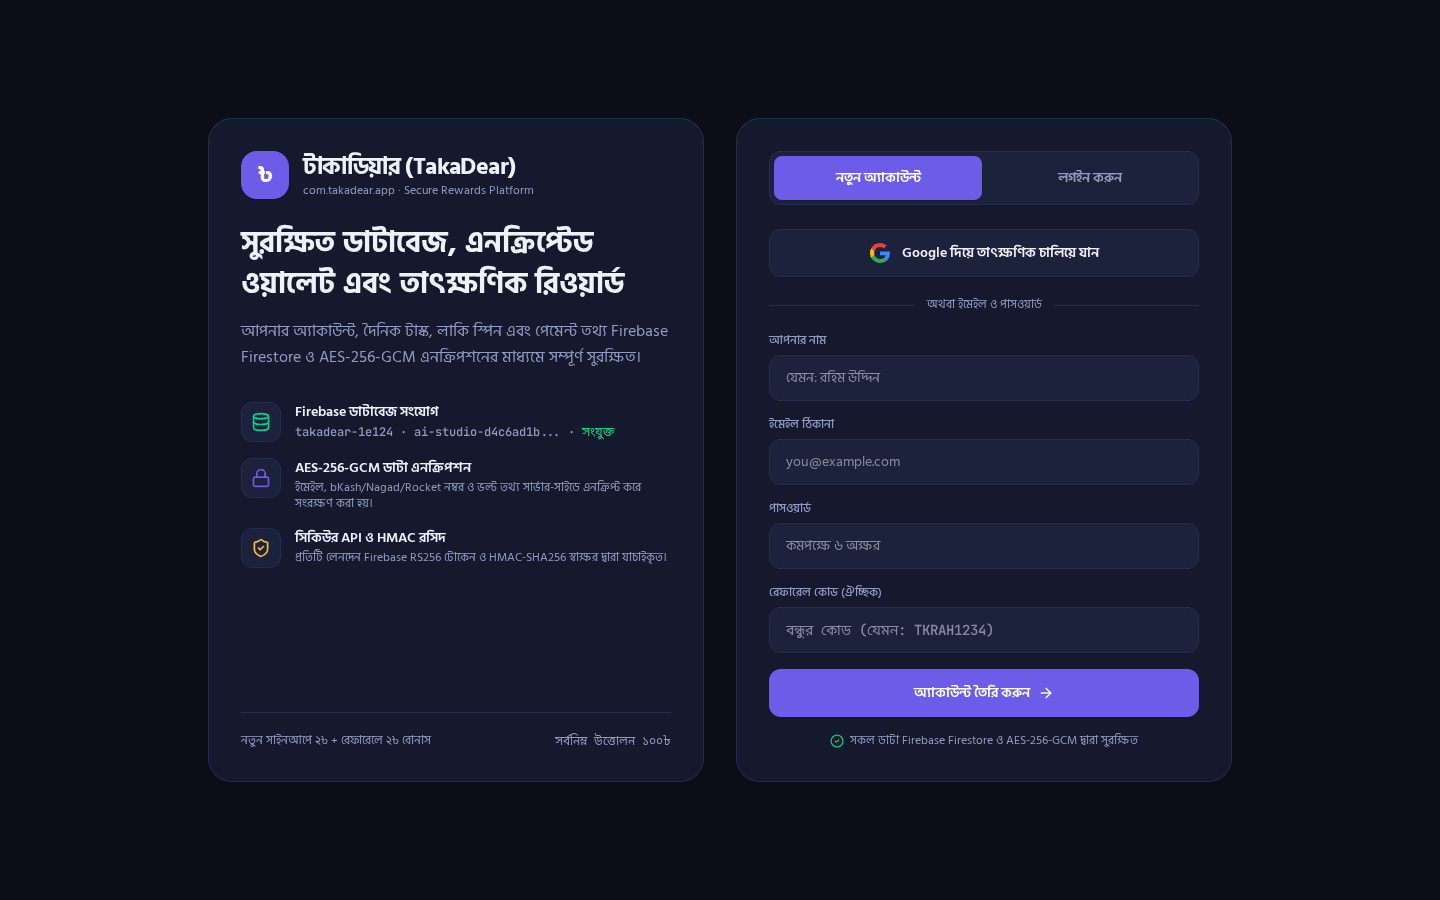 ৳
টাকাডিয়ার (TakaDear)
com.takadear.app · Secure Rewards Platform
সুরক্ষিত ডাটাবেজ, এনক্রিপ্টেড
ওয়ালেট এবং তাৎক্ষণিক রিওয়ার্ড
আপনার অ্যাকাউন্ট, দৈনিক টাস্ক, লাকি স্পিন এবং পেমেন্ট তথ্য Firebase
Firestore ও AES-256-GCM এনক্রিপশনের মাধ্যমে সম্পূর্ণ সুরক্ষিত।
Firebase ডাটাবেজ সংযোগ
takadear-1e124 · ai-studio-d4c6ad1b... · সংযুক্ত
AES-256-GCM ডাটা এনক্রিপশন
ইমেইল, bKash/Nagad/Rocket নম্বর ও ভল্ট তথ্য সার্ভার-সাইডে এনক্রিপ্ট করে
সংরক্ষণ করা হয়।
সিকিউর API ও HMAC রসিদ
প্রতিটি লেনদেন Firebase RS256 টোকেন ও HMAC-SHA256 স্বাক্ষর দ্বারা যাচাইকৃত।
নতুন সাইনআপে ২৳ + রেফারেলে ২৳ বোনাস
সর্বনিম্ন উত্তোলন ১০০৳
নতুন অ্যাকাউন্ট
লগইন করুন
Google দিয়ে তাৎক্ষণিক চালিয়ে যান
অথবা ইমেইল ও পাসওয়ার্ড
আপনার নাম
যেমন: রহিম উদ্দিন
ইমেইল ঠিকানা
you@example.com
পাসওয়ার্ড
কমপক্ষে ৬ অক্ষর
রেফারেল কোড (ঐচ্ছিক)
বন্ধুর কোড (যেমন: TKRAH1234)
অ্যাকাউন্ট তৈরি করুন →
সকল ডাটা Firebase Firestore ও AES-256-GCM দ্বারা সুরক্ষিত